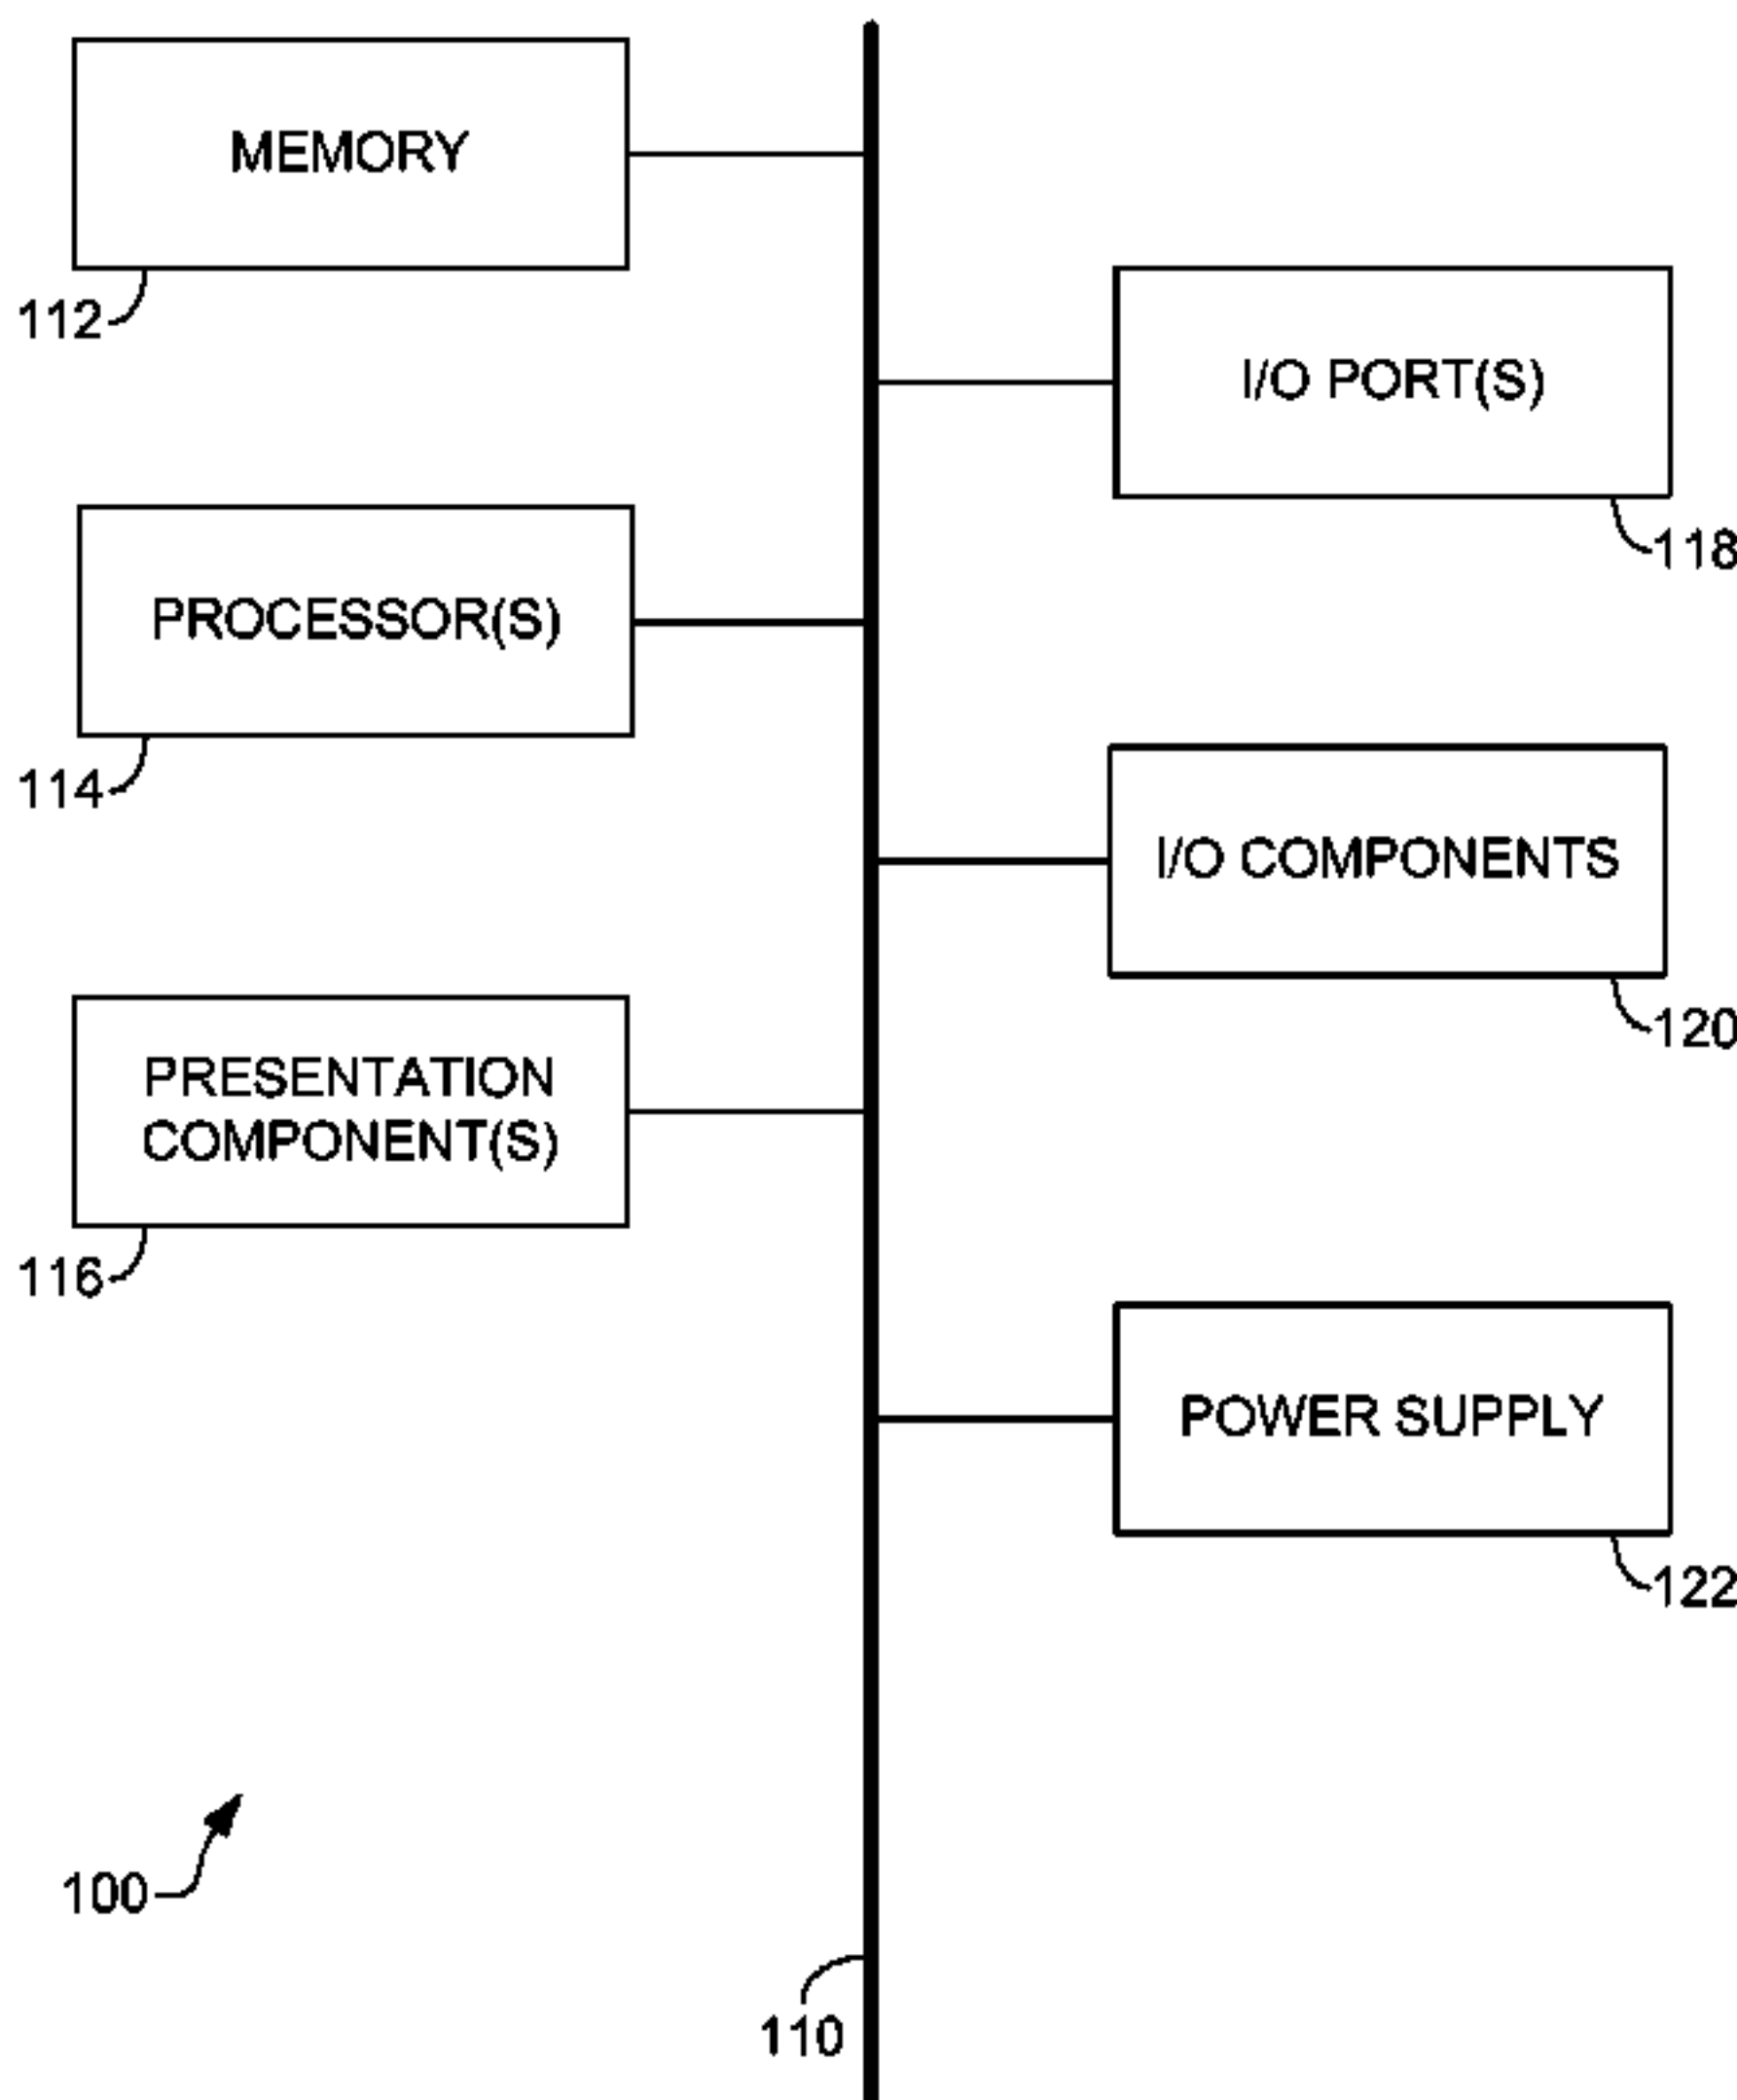 MEMORY
112
I/O PORT(S)
118
PROCESSOR(S)
114
I/O COMPONENTS
120
PRESENTATION
COMPONENT(S)
116
POWER SUPPLY
122
100
110